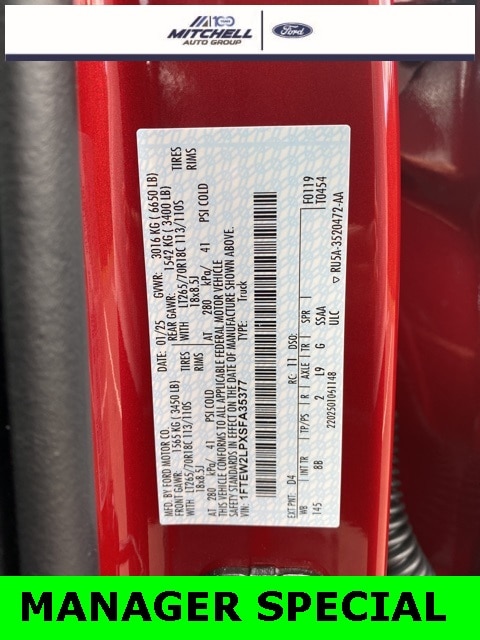 100
MITCHELL
AUTO GROUP
Ford
MFD. BY FORD MOTOR CO.
DATE: 01/25 GVWR: 3016 KG ( 6650 LB)
FRONT GAWR: 1565 KG ( 3450 LB) REAR GAWR: 1542 KG ( 3400 LB)
WITH LT265/70R18C 113/110S TIRES WITH LT265/70R18C 113/110S TIRES
18x8.5J RIMS 18x8.5J RIMS
AT 280 kPa/ 41 PSI COLD AT 280 kPa/ 41 PSI COLD
THIS VEHICLE CONFORMS TO ALL APPLICABLE FEDERAL MOTOR VEHICLE
SAFETY STANDARDS IN EFFECT ON THE DATE OF MANUFACTURE SHOWN ABOVE.
VIN: 1FTEW2LPXSFA35377 Truck
F0119
T0454
EXT PNT: D4 RC: 11 DSO:
WB INT TR TP/PS R AXLE TR SPR
145 BB 2 L9 G SSAA
ULC
2202501061148 ▽ RU5A-3520472-AA
MANAGER SPECIAL